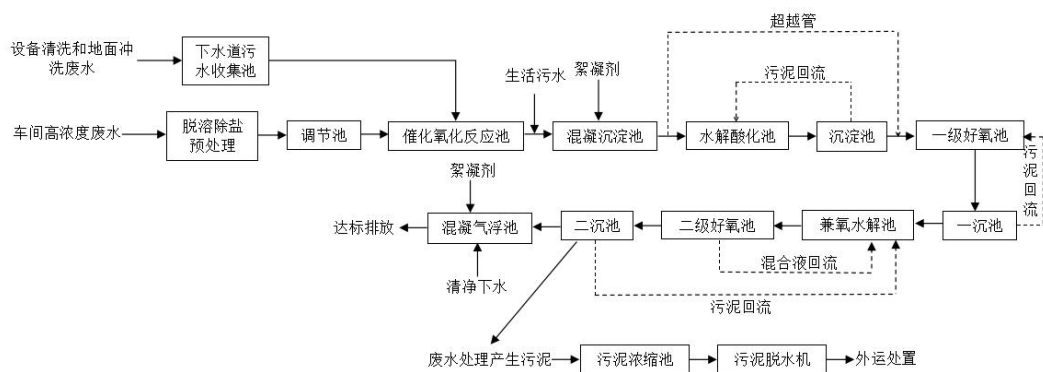 超越管
设备清洗和地面冲
洗废水
下水道污
水收集池
生活污水
絮凝剂
污泥回流
车间高浓度废水
脱溶除盐
预处理
调节池
催化氧化反应池
混凝沉淀池
水解酸化池
沉淀池
一级好氧池
污泥回流
絮凝剂
达标排放
混凝气浮池
二沉池
二级好氧池
兼氧水解池
一沉池
混合液回流
清净下水
污泥回流
废水处理产生污泥
污泥浓缩池
污泥脱水机
外运处置